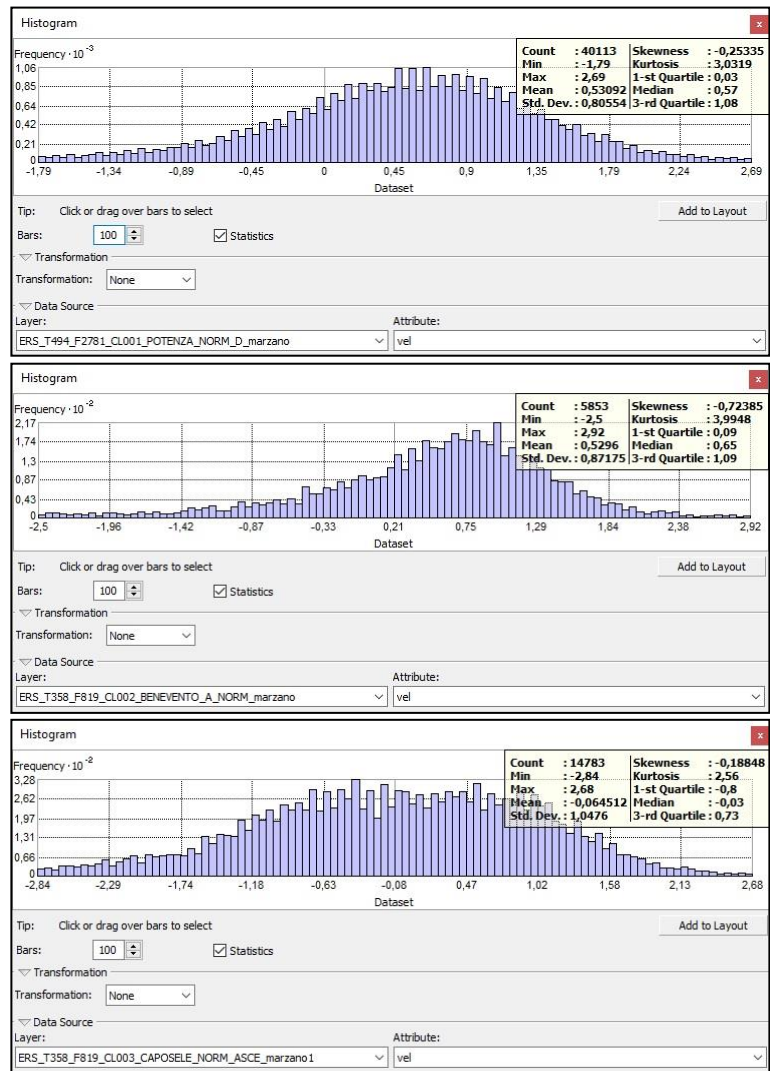 Histogram
x
Frequency · 10 -3
Count : 40113 Skewness : -0,25335
Min : -1,79 Kurtosis : 3,0319
Max : 2,69 1-st Quartile : 0,03
Mean : 0,53092 Median : 0,57
Std. Dev. : 0,80554 3-rd Quartile : 1,08
1,06
0,85
0,64
0,42
0,21
0
-1,79 -1,34 -0,89 -0,45 0 0,45 0,9 1,35 1,79 2,24 2,69
Dataset
Tip: Click or drag over bars to select Add to Layout
Bars: 100 Statistics
Transformation
Transformation: None
Data Source
Layer: Attribute:
ERS_T494_F2781_CL001_POTENZA_NORM_D_marzano vel
Histogram
x
Frequency · 10 -2
Count : 5853 Skewness : -0,72385
Min : -2,5 Kurtosis : 3,9948
Max : 2,92 1-st Quartile : 0,09
Mean : 0,5296 Median : 0,65
Std. Dev. : 0,87175 3-rd Quartile : 1,09
2,17
1,74
1,3
0,87
0,43
0
-2,5 -1,96 -1,42 -0,87 -0,33 0,21 0,75 1,29 1,84 2,38 2,92
Dataset
Tip: Click or drag over bars to select Add to Layout
Bars: 100 Statistics
Transformation
Transformation: None
Data Source
Layer: Attribute:
ERS_T358_F819_CL002_BENEVENTO_A_NORM_marzano vel
Histogram
x
Frequency · 10 -2
Count : 14783 Skewness : -0,18848
Min : -2,84 Kurtosis : 2,56
Max : 2,68 1-st Quartile : -0,8
Mean : -0,064512 Median : -0,03
Std. Dev. : 1,0476 3-rd Quartile : 0,73
3,28
2,62
1,97
1,31
0,66
0
-2,84 -2,29 -1,74 -1,18 -0,63 -0,08 0,47 1,02 1,58 2,13 2,68
Dataset
Tip: Click or drag over bars to select Add to Layout
Bars: 100 Statistics
Transformation
Transformation: None
Data Source
Layer: Attribute:
ERS_T358_F819_CL003_CAPOSELE_NORM_ASCE_marzano1 vel